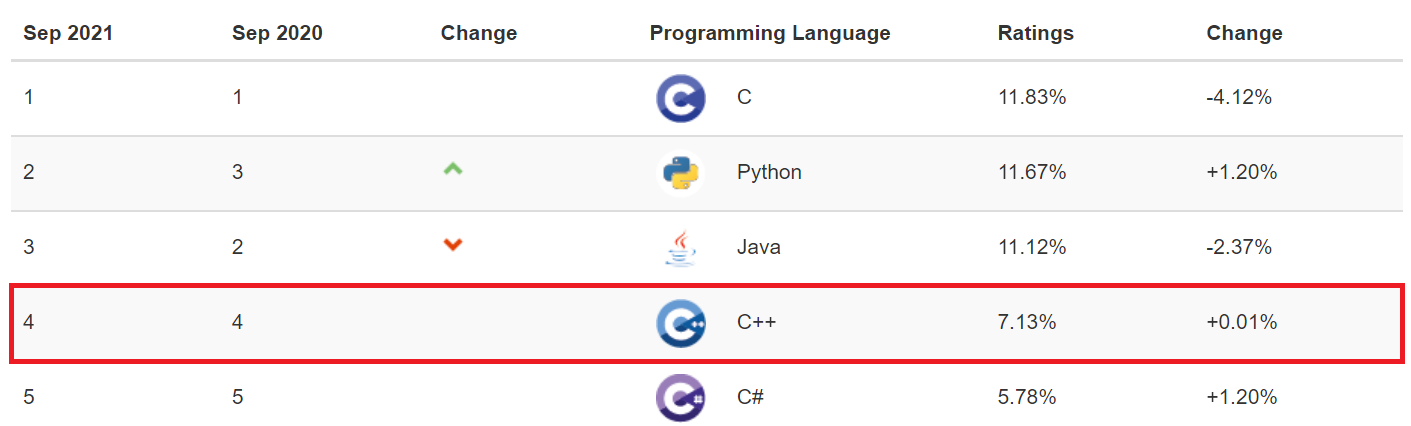 Sep 2021 Sep 2020 Change Programming Language Ratings Change
1 1 C 11.83% -4.12%
2 3 Python 11.67% +1.20%
3 2 Java 11.12% -2.37%
4 4 C++ 7.13% +0.01%
5 5 C# 5.78% +1.20%